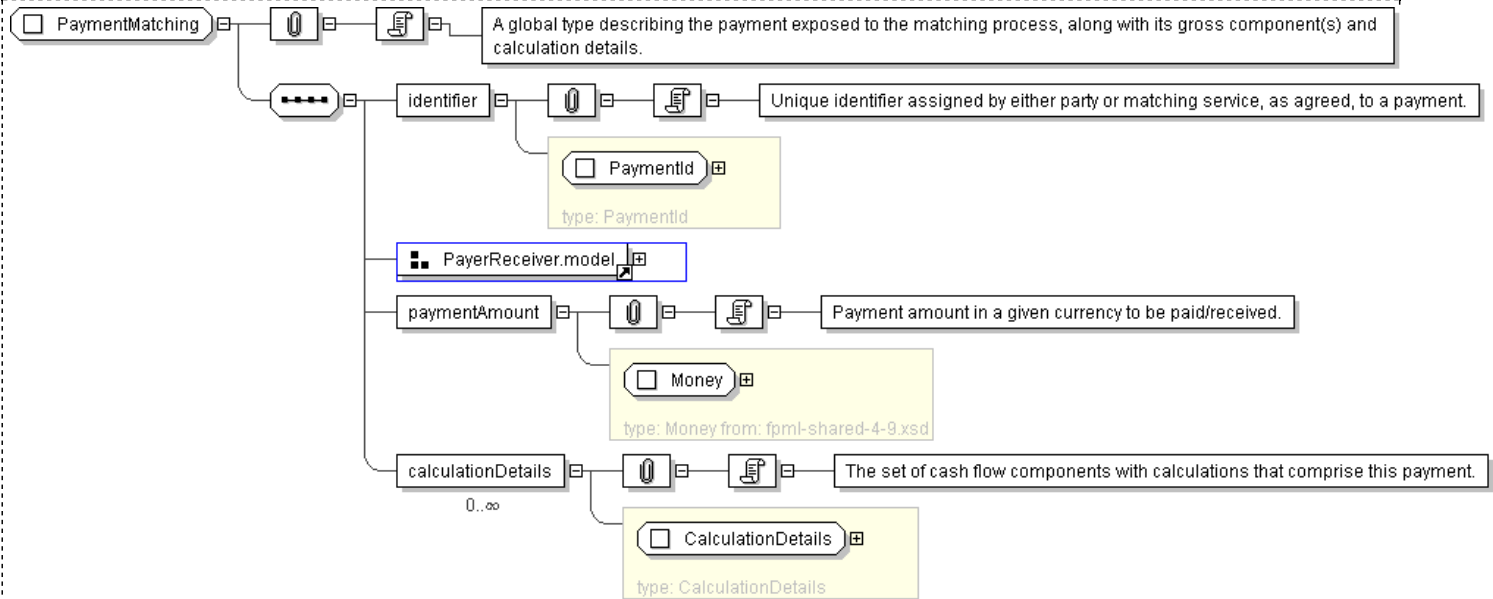 PaymentMatching
A global type describing the payment exposed to the matching process, along with its gross component(s) and
calculation details.
identifier
Unique identifier assigned by either party or matching service, as agreed, to a payment.
PaymentId
type: PaymentId
PayerReceiver.model
paymentAmount
Payment amount in a given currency to be paid/received.
Money
type: Money from: fpml-shared-4-9.xsd
calculationDetails
The set of cash flow components with calculations that comprise this payment.
0..∞
CalculationDetails
type: CalculationDetails